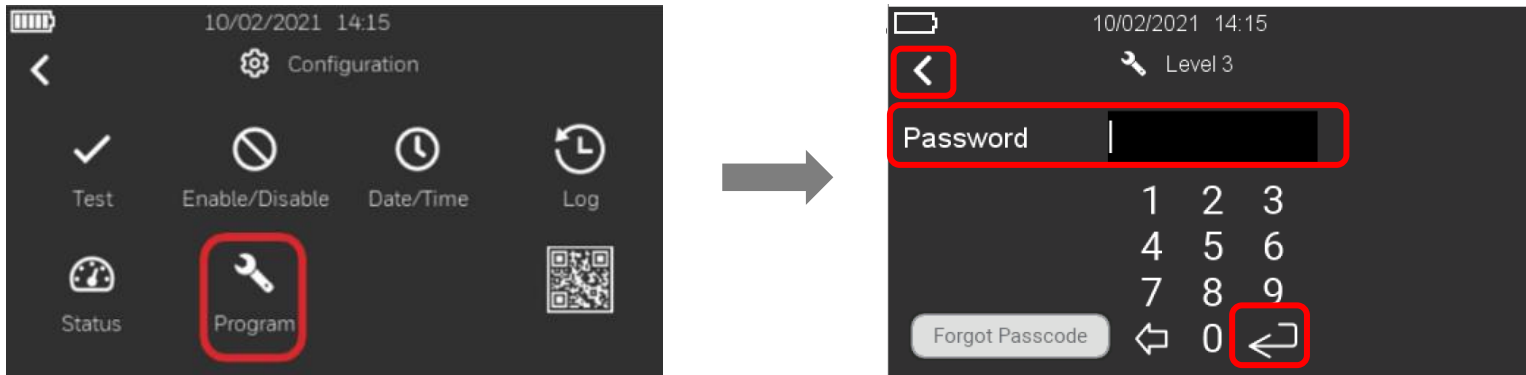 10/02/2021 14:15
Configuration
Test Enable/Disable Date/Time Log
Status Program
10/02/2021 14:15
Level 3
Password
1 2 3
4 5 6
7 8 9
Forgot Passcode 0